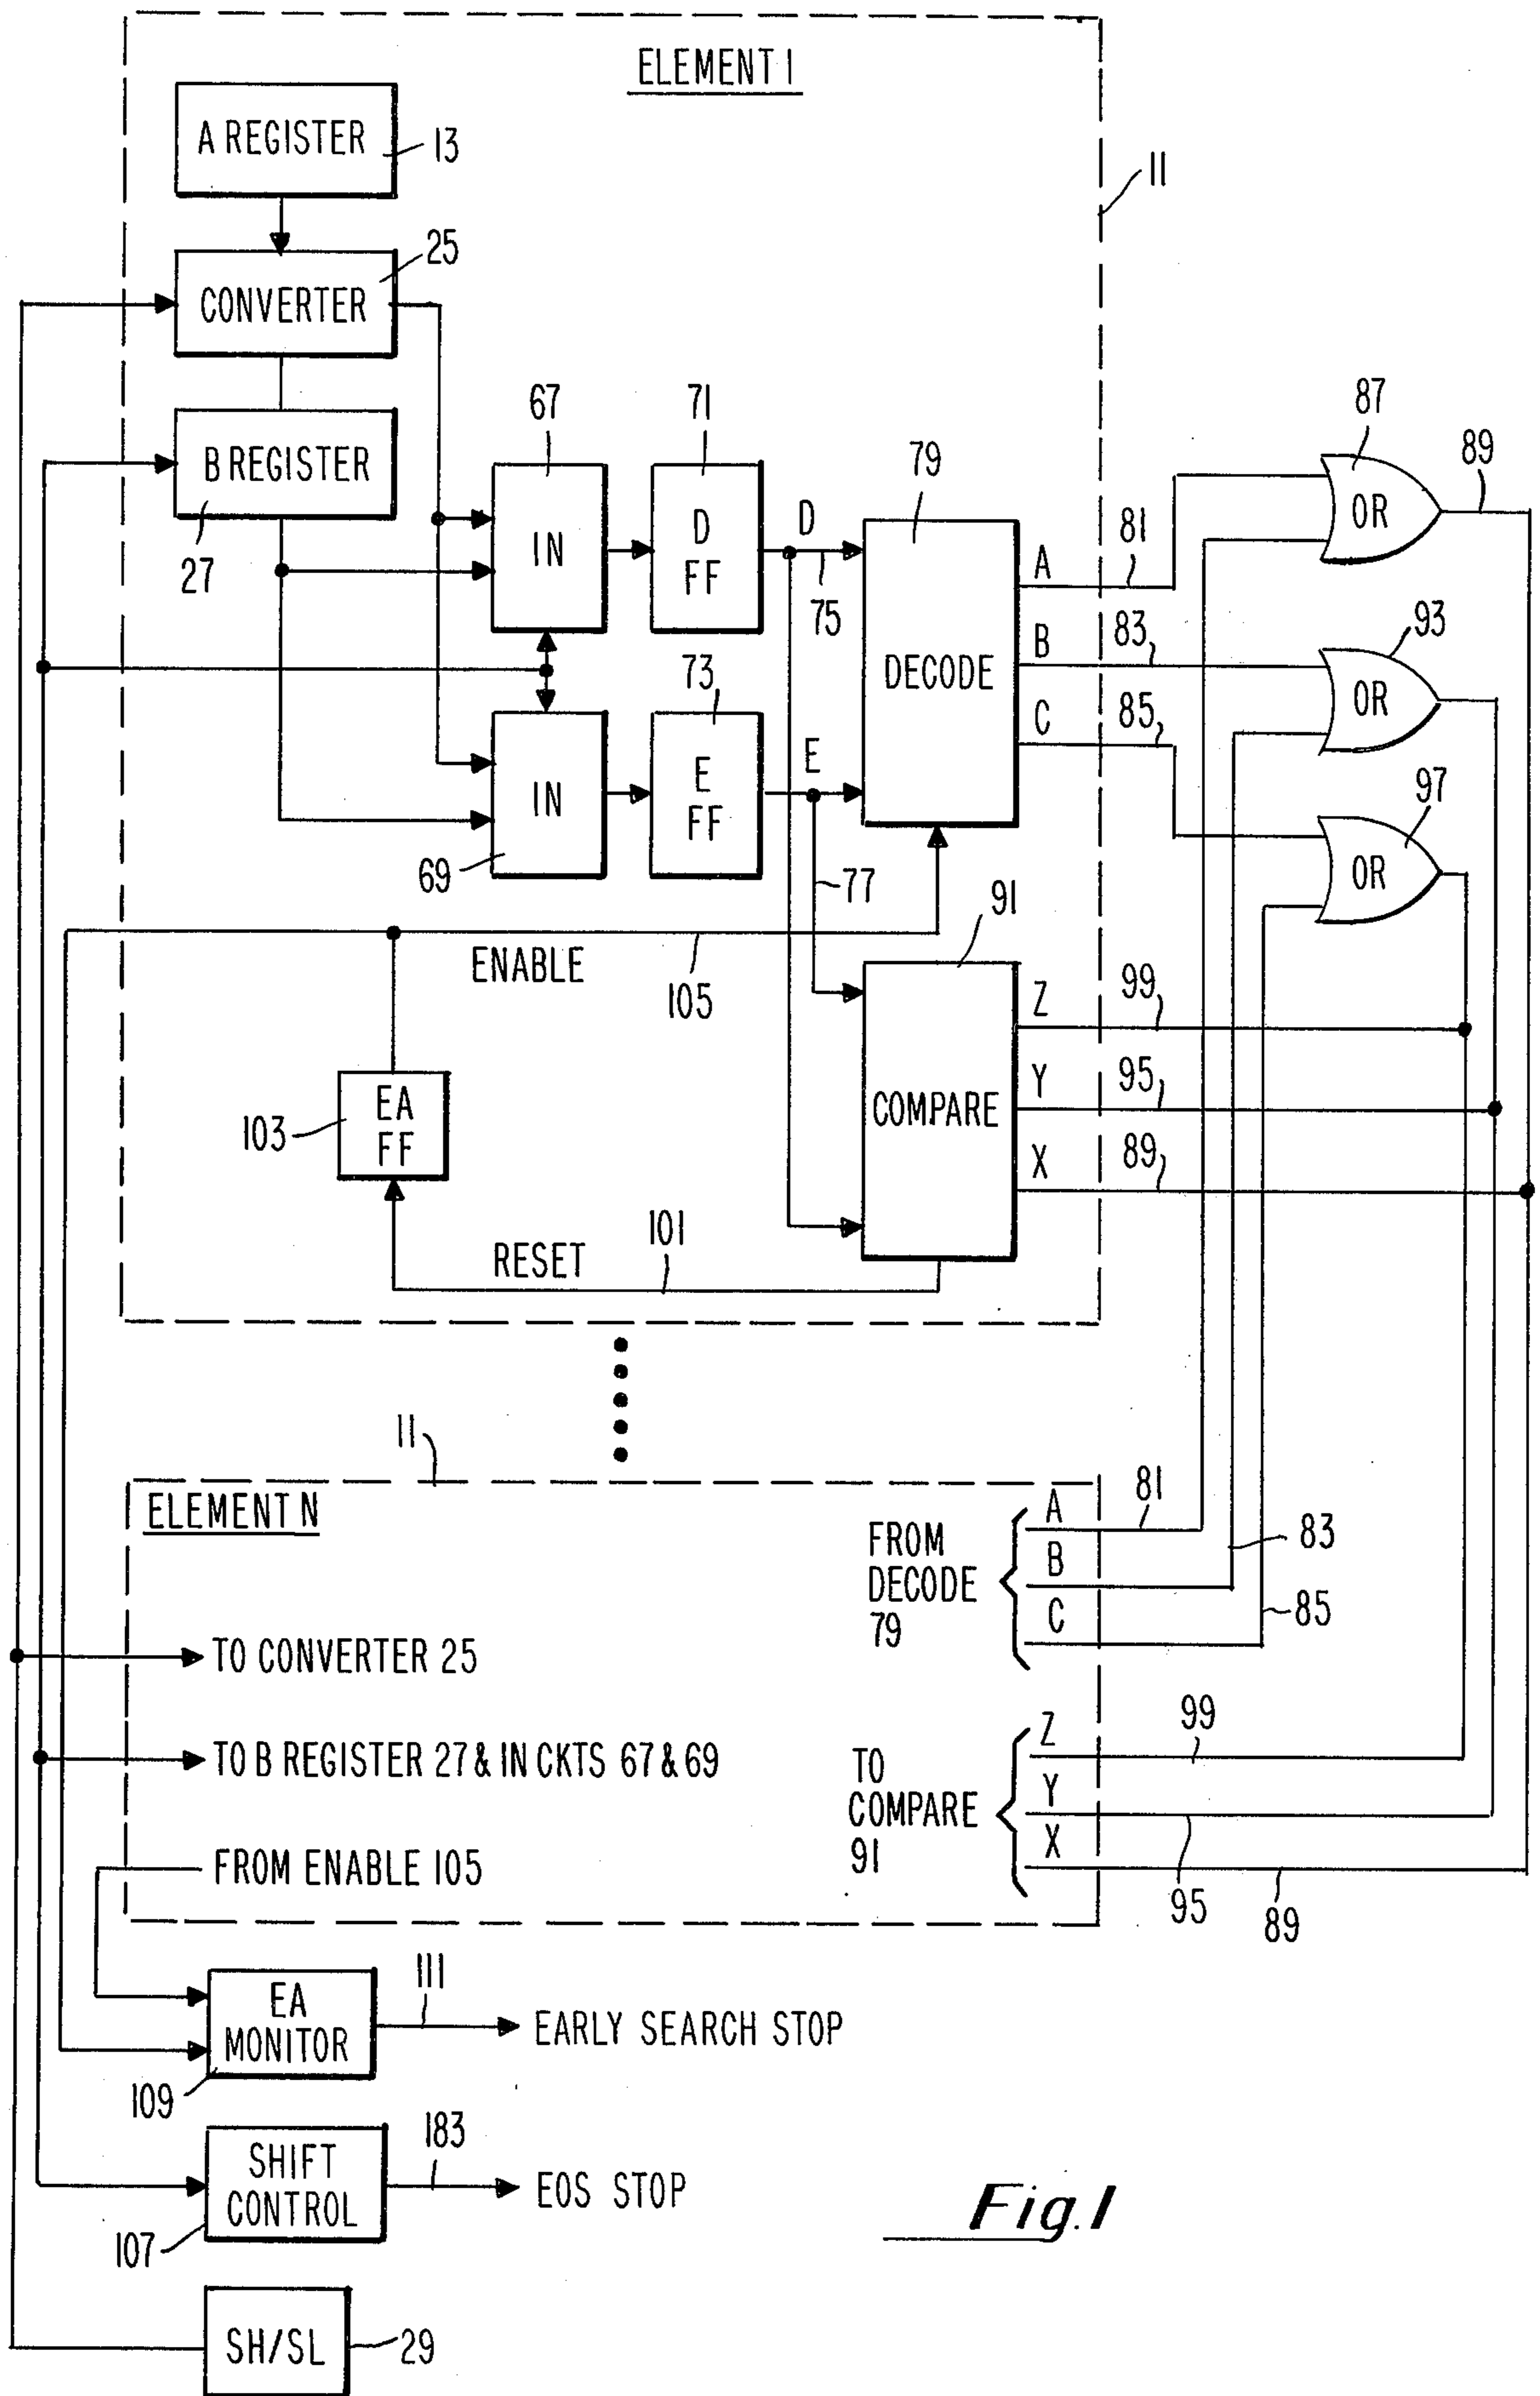 ELEMENT 1
A REGISTER
13
11
25
CONVERTER
B REGISTER
27
67
IN
71
D
FF
D
75
79
DECODE
A
81
B
83
C
85
87
OR
89
93
OR
97
OR
69
IN
73
E
FF
E
77
ENABLE
105
91
COMPARE
Z
99
Y
95
X
89
103
EA
FF
RESET
101
11
ELEMENT N
FROM
DECODE
79
A
81
B
83
C
85
TO CONVERTER 25
TO B REGISTER 27 & IN CKTS 67 & 69
FROM ENABLE 105
TO
COMPARE
91
Z
99
Y
95
X
89
EA
MONITOR
109
111
EARLY SEARCH STOP
SHIFT
CONTROL
107
183
EOS STOP
SH/SL
29
Fig.1